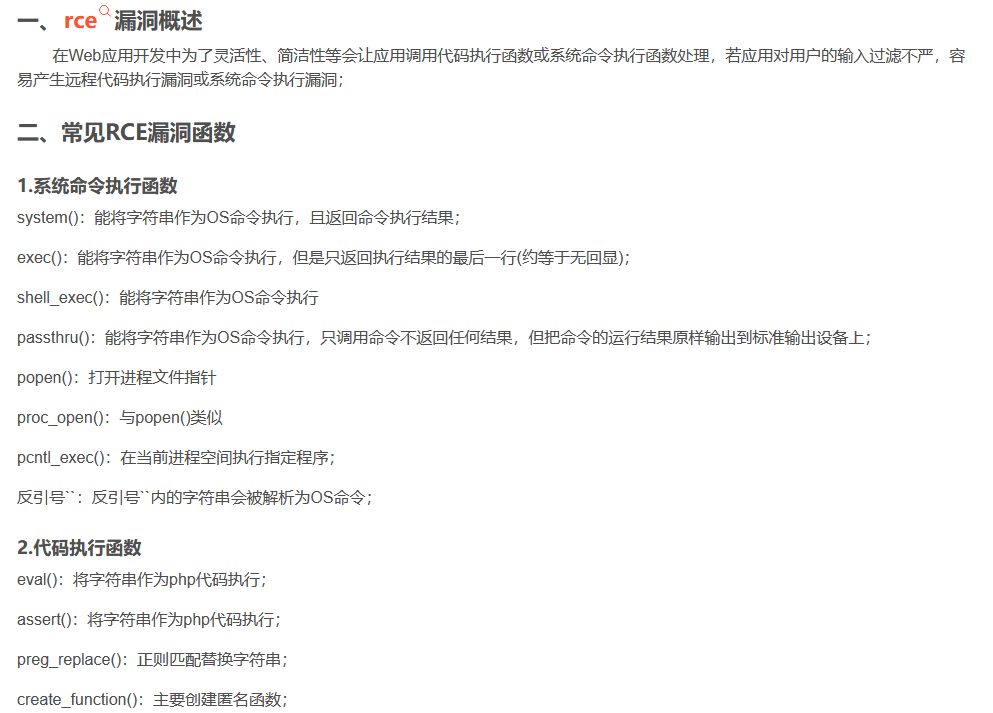 一、rce漏洞概述
在Web应用开发中为了灵活性、简洁性等会让应用调用代码执行函数或系统命令执行函数处理，若应用对用户的输入过滤不严，容
易产生远程代码执行漏洞或系统命令执行漏洞；
二、常见RCE漏洞函数
1.系统命令执行函数
system()：能将字符串作为OS命令执行，且返回命令执行结果；
exec()：能将字符串作为OS命令执行，但是只返回执行结果的最后一行(约等于无回显)；
shell_exec()：能将字符串作为OS命令执行
passthru()：能将字符串作为OS命令执行，只调用命令不返回任何结果，但把命令的运行结果原样输出到标准输出设备上；
popen()：打开进程文件指针
proc_open()：与popen()类似
pcntl_exec()：在当前进程空间执行指定程序；
反引号``：反引号``内的字符串会被解析为OS命令；
2.代码执行函数
eval()：将字符串作为php代码执行；
assert()：将字符串作为php代码执行；
preg_replace()：正则匹配替换字符串；
create_function()：主要创建匿名函数；